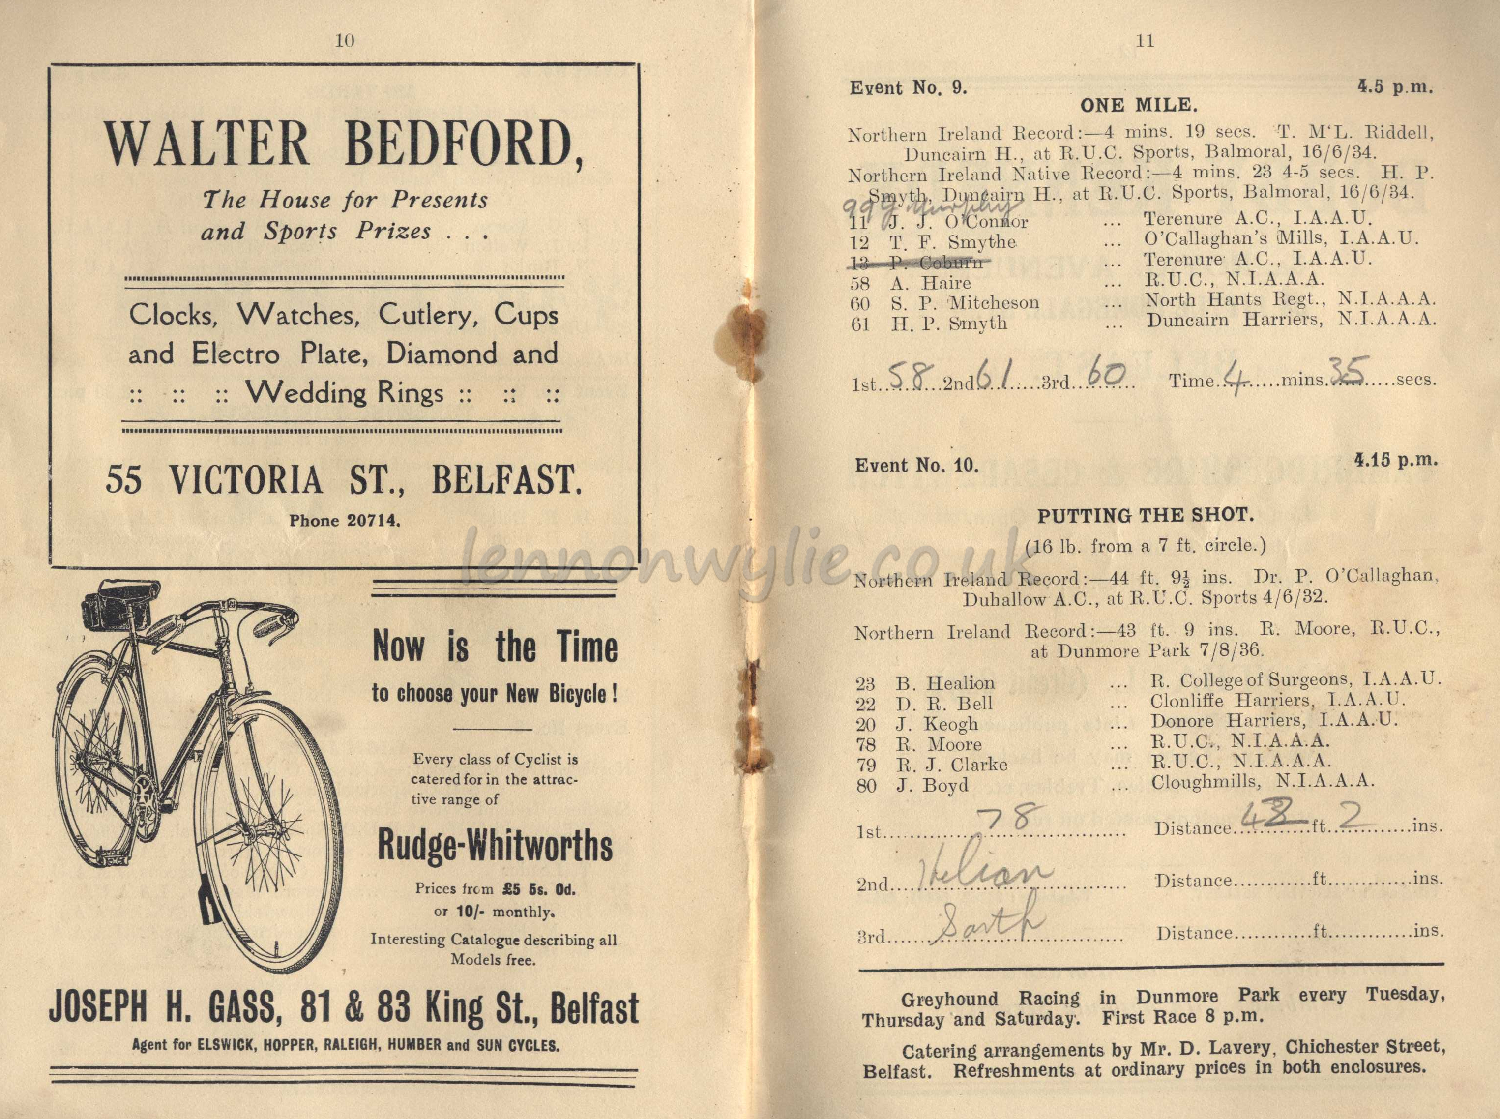 10
WALTER BEDFORD,
The House for Presents
and Sports Prizes . . .
Clocks, Watches, Cutlery, Cups
and Electro Plate, Diamond and
:: :: :: Wedding Rings :: :: ::
55 VICTORIA ST., BELFAST.
Phone 20714.
Now is the Time
to choose your New Bicycle !
Every class of Cyclist is
catered for in the attrac-
tive range of
Rudge-Whitworths
Prices from £5 5s. 0d.
or 10/- monthly.
Interesting Catalogue describing all
Models free.
JOSEPH H. GASS, 81 & 83 King St., Belfast
Agent for ELSWICK, HOPPER, RALEIGH, HUMBER and SUN CYCLES.
lennonwylie.co.uk
11
Event No. 9. 4.5 p.m.
ONE MILE.
Northern Ireland Record:—4 mins. 19 secs. T. M'L. Riddell,
Duncairn H., at R.U.C. Sports, Balmoral, 16/6/34.
Northern Ireland Native Record:—4 mins. 23 4-5 secs. H. P.
Smyth, Duncairn H., at R.U.C. Sports, Balmoral, 16/6/34.
Murphy
11 J. J. O'Connor ... Terenure A.C., I.A.A.U.
12 T. F. Smythe ... O'Callaghan's Mills, I.A.A.U.
13 P. Coburn ... Terenure A.C., I.A.A.U.
58 A. Haire ... R.U.C., N.I.A.A.A.
60 S. P. Mitcheson ... North Hants Regt., N.I.A.A.A.
61 H. P. Smyth ... Duncairn Harriers, N.I.A.A.A.
1st..58..2nd 61....3rd..60.... Time..4....mins.35....secs.
Event No. 10. 4.15 p.m.
PUTTING THE SHOT.
(16 lb. from a 7 ft. circle.)
Northern Ireland Record:—44 ft. 9½ ins. Dr. P. O'Callaghan,
Duhallow A.C., at R.U.C. Sports 4/6/32.
Northern Ireland Record:—43 ft. 9 ins. R. Moore, R.U.C.,
at Dunmore Park 7/8/36.
23 B. Healion ... R. College of Surgeons, I.A.A.U.
22 D. R. Bell ... Clonliffe Harriers, I.A.A.U.
20 J. Keogh ... Donore Harriers, I.A.A.U.
78 R. Moore ... R.U.C., N.I.A.A.A.
79 R. J. Clarke ... R.U.C., N.I.A.A.A.
80 J. Boyd ... Cloughmills, N.I.A.A.A.
1st..........78.......... Distance..........ft...2.......ins.
2nd.................... Distance............ft............ins.
3rd.................... Distance............ft............ins.
Greyhound Racing in Dunmore Park every Tuesday,
Thursday and Saturday. First Race 8 p.m.
Catering arrangements by Mr. D. Lavery, Chichester Street,
Belfast. Refreshments at ordinary prices in both enclosures.